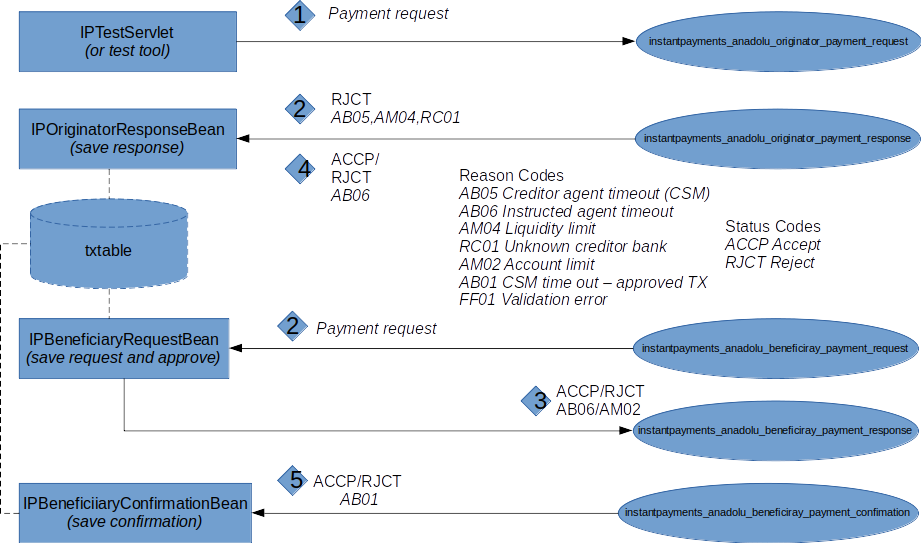 1
Payment request
IPTestServlet
(or test tool)
instantpayments_anadolu_originator_payment_request
2
RJCT
AB05,AM04,RC01
IPOriginatorResponseBean
(save response)
instantpayments_anadolu_originator_payment_response
4
ACCP/
RJCT
AB06
Reason Codes
AB05 Creditor agent timeout (CSM)
AB06 Instructed agent timeout
AM04 Liquidity limit
RC01 Unknown creditor bank
AM02 Account limit
AB01 CSM time out – approved TX
FF01 Validation error
Status Codes
ACCP Accept
RJCT Reject
txtable
2
Payment request
IPBeneficiaryRequestBean
(save request and approve)
instantpayments_anadolu_beneficiray_payment_request
3
ACCP/RJCT
AB06/AM02
instantpayments_anadolu_beneficiray_payment_response
5
ACCP/RJCT
AB01
IPBeneficiiaryConfirmationBean
(save confirmation)
instantpayments_anadolu_beneficiray_payment_confimation